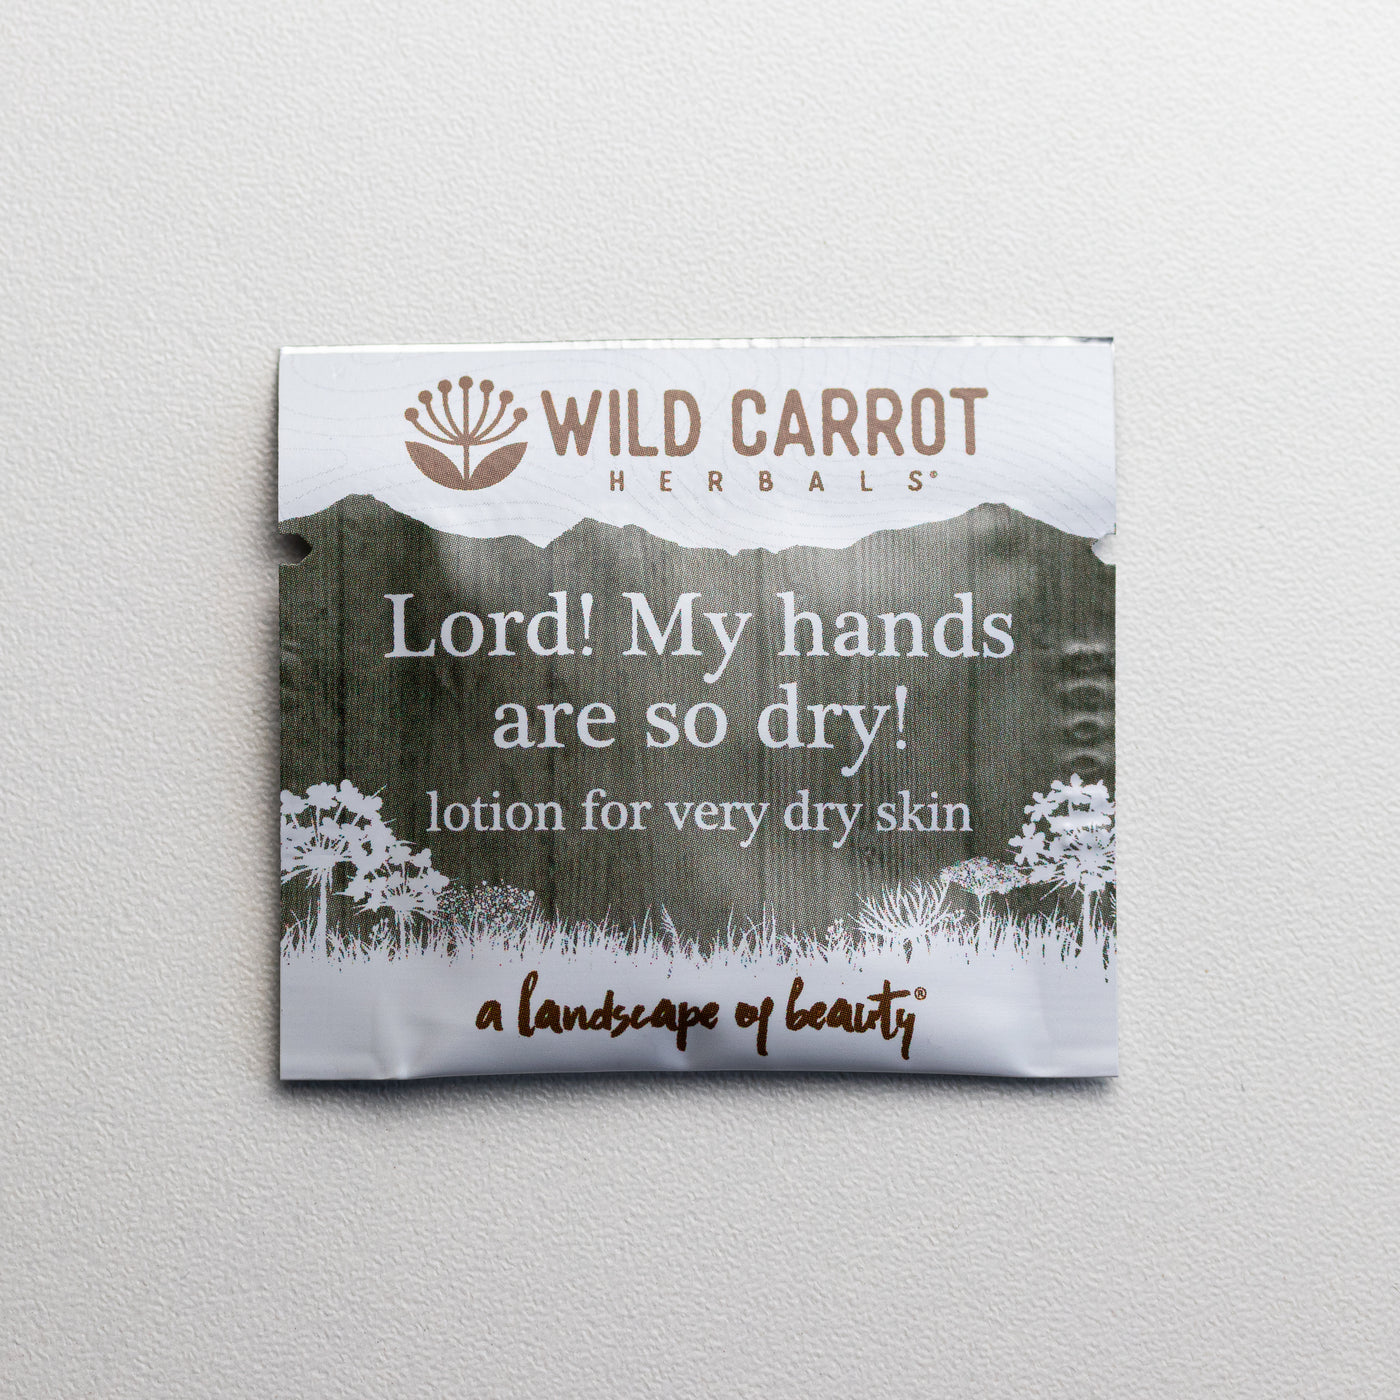 WILD CARROT
HERBALS®
Lord! My hands
are so dry!
lotion for very dry skin
a landscape of beauty®